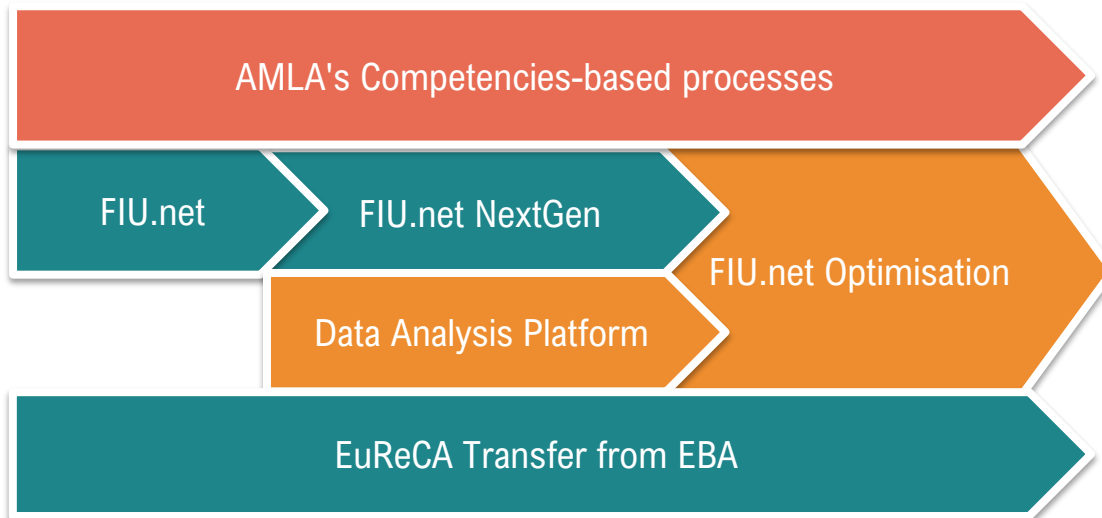 AMLA's Competencies-based processes
FIU.net
FIU.net NextGen
FIU.net Optimisation
Data Analysis Platform
EuReCA Transfer from EBA